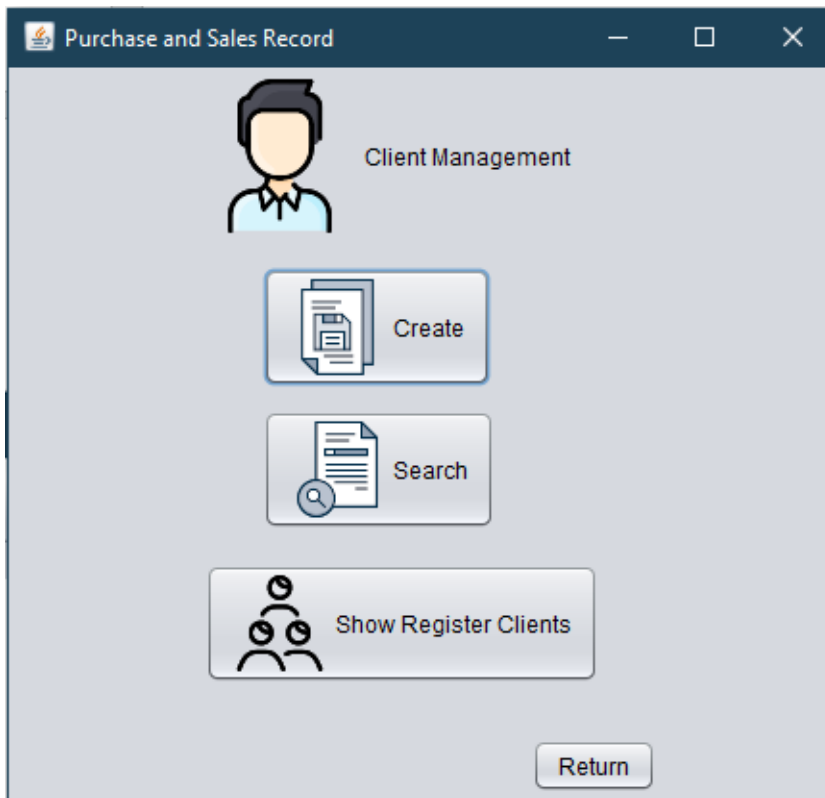 Purchase and Sales Record
Client Management
Create
Search
Show Register Clients
Return